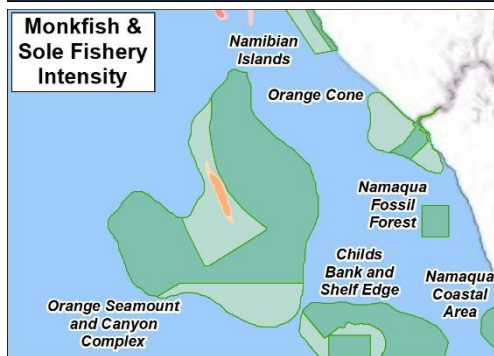 Monkfish &
Sole Fishery
Intensity
Namibian
Islands
Orange Cone
Namaqua
Fossil
Forest
Childs
Bank and
Shelf Edge
Namaqua
Coastal
Area
Orange Seamount
and Canyon
Complex